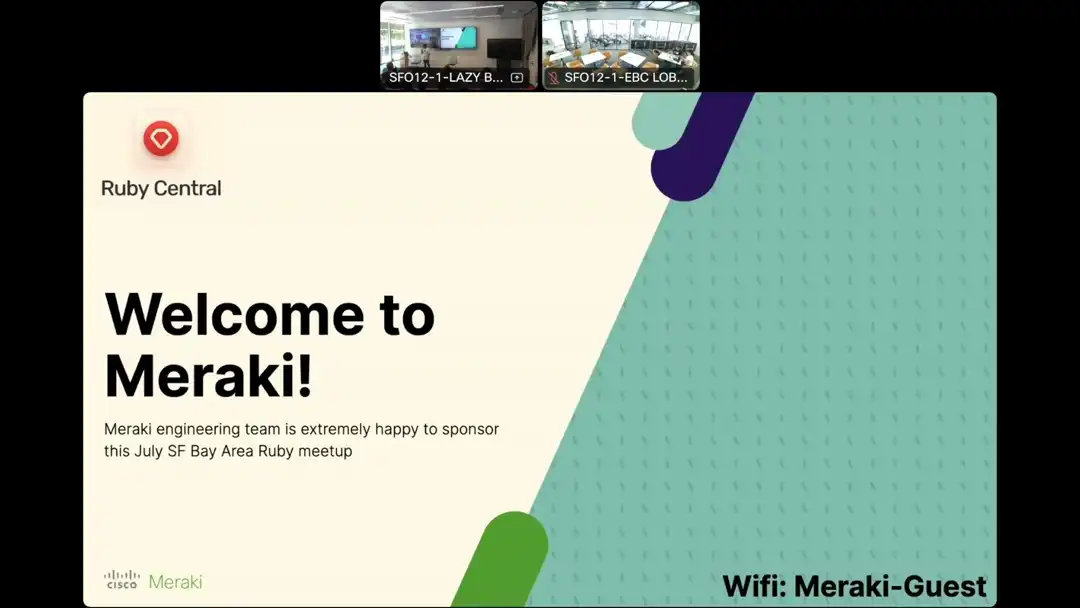 SFO12-1-LAZY B...
SFO12-1-EBC LOB...
Ruby Central
Welcome to
Meraki!
Meraki engineering team is extremely happy to sponsor
this July SF Bay Area Ruby meetup
CISCO Meraki
Wifi: Meraki-Guest